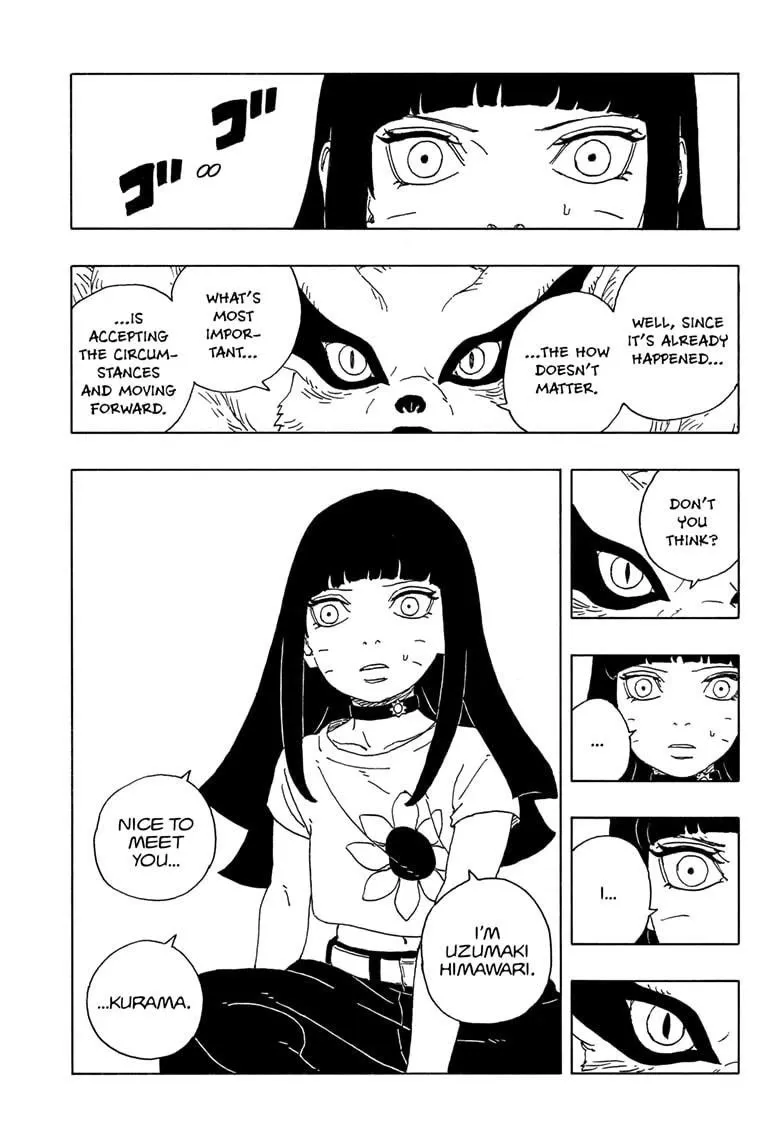 ゴゴ∞
WELL, SINCE
IT'S ALREADY
HAPPENED...
...THE HOW
DOESN'T
MATTER.
WHAT'S
MOST
IMPOR-
TANT...
...IS
ACCEPTING
THE CIRCUM-
STANCES
AND MOVING
FORWARD.
DON'T
YOU
THINK?
...
I...
I'M
UZUMAKI
HIMAWARI.
NICE TO
MEET
YOU...
...KURAMA.